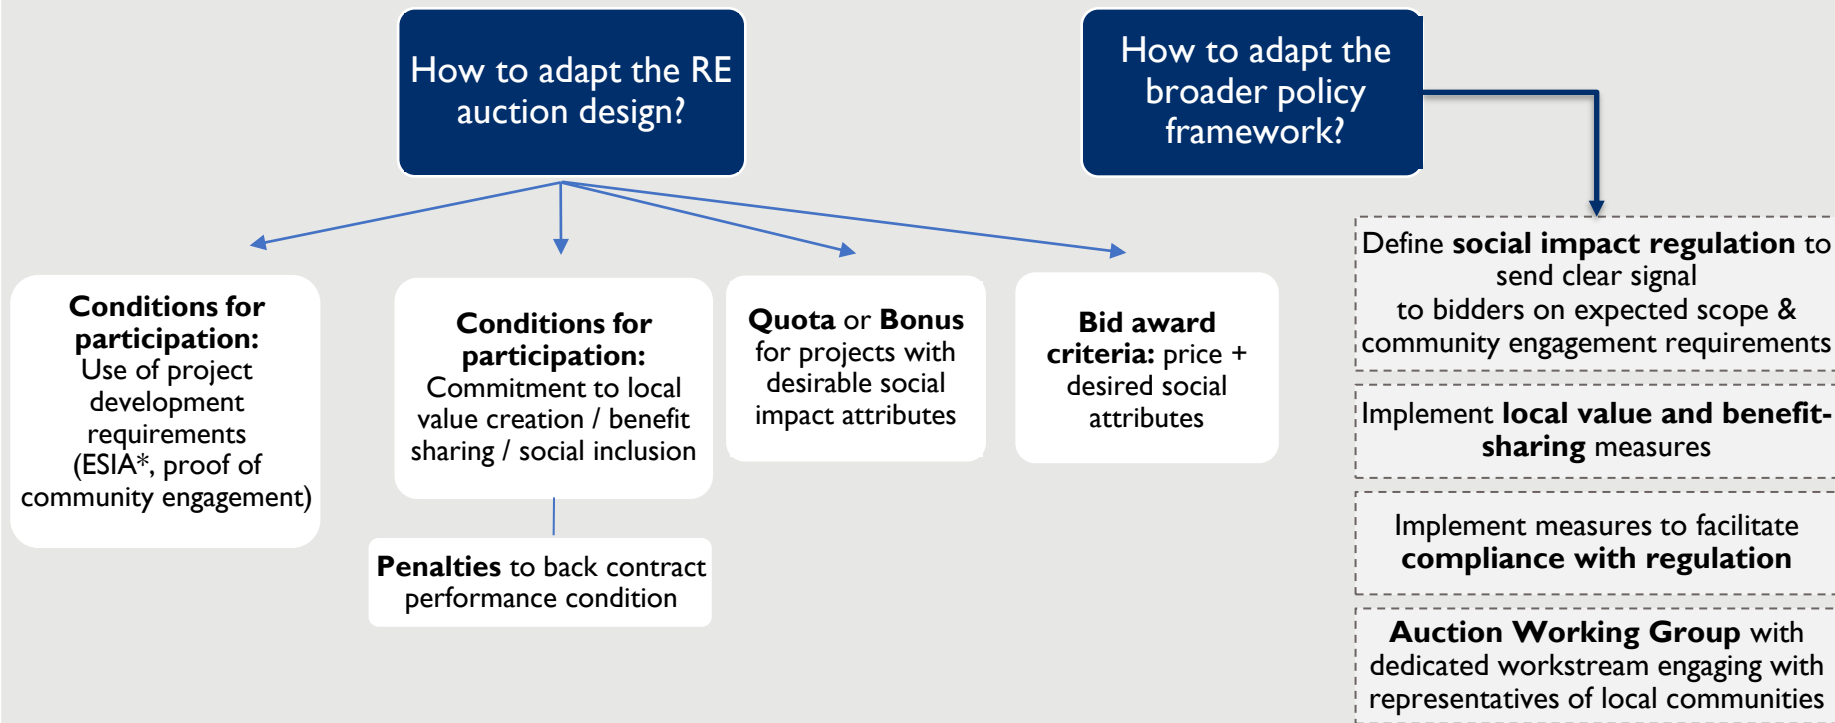 How to adapt the RE
auction design?
How to adapt the
broader policy
framework?
Conditions for
participation:
Use of project
development
requirements
(ESIA*, proof of
community engagement)
Conditions for
participation:
Commitment to local
value creation / benefit
sharing / social inclusion
Penalties to back contract
performance condition
Quota or Bonus
for projects with
desirable social
impact attributes
Bid award
criteria: price +
desired social
attributes
Define social impact regulation to
send clear signal
to bidders on expected scope &
community engagement requirements
Implement local value and benefit-
sharing measures
Implement measures to facilitate
compliance with regulation
Auction Working Group with
dedicated workstream engaging with
representatives of local communities